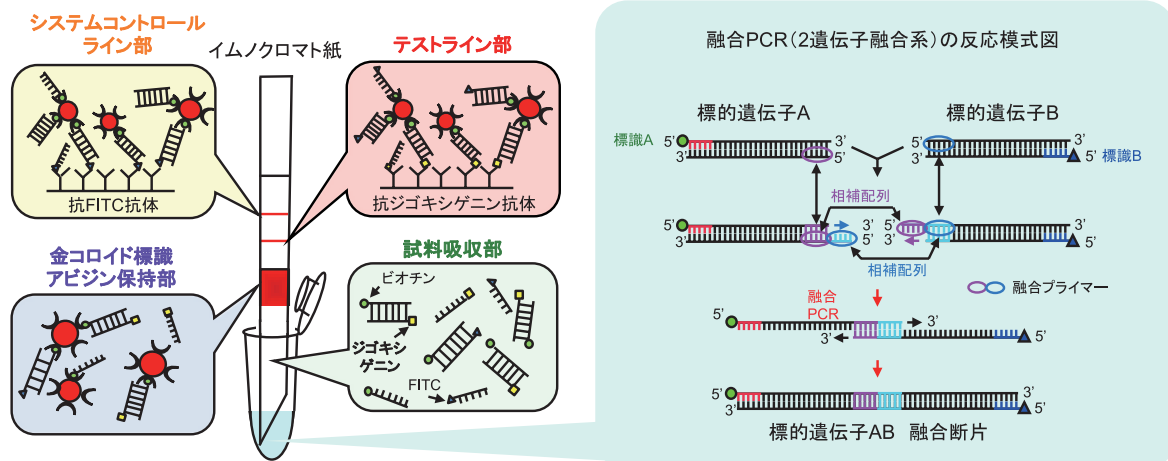 システムコントロール
ライン部
抗FITC抗体
イムノクロマト紙
テストライン部
抗ジゴキシゲニン抗体
金コロイド標識
アビジン保持部
試料吸収部
ビオチン
ジゴキシ
ゲニン
FITC
融合PCR(2遺伝子融合系)の反応模式図
標的遺伝子A
標的遺伝子B
標識A 5’ 3’ 5’ 3’
3’ 5’ 3’ 5’ 標識B
相補配列
5’ 3’ 5’ 3’
3’ 5’ 3’ 5’
相補配列
融合プライマー
融合
PCR
5’ 3’
3’ 5’
5’ 3’
3’ 5’
標的遺伝子AB 融合断片